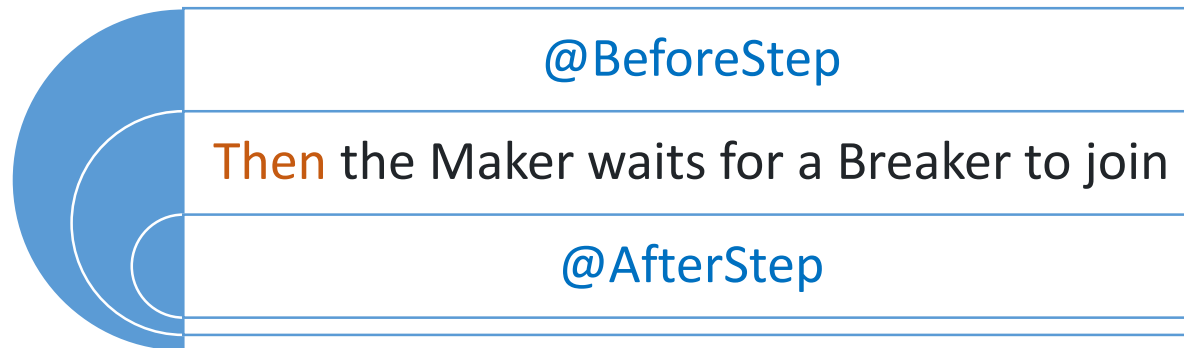 @BeforeStep
Then the Maker waits for a Breaker to join
@AfterStep